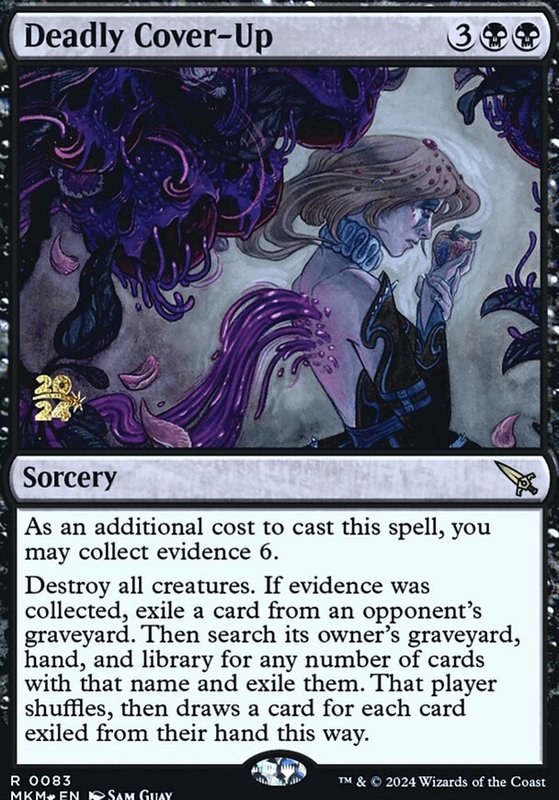 Deadly Cover-Up 3
20
24
Sorcery
As an additional cost to cast this spell, you
may collect evidence 6.
Destroy all creatures. If evidence was
collected, exile a card from an opponent's
graveyard. Then search its owner's graveyard,
hand, and library for any number of cards
with that name and exile them. That player
shuffles, then draws a card for each card
exiled from their hand this way.
R 0083
MKM EN SAM GUAY
™ & © 2024 Wizards of the Coast